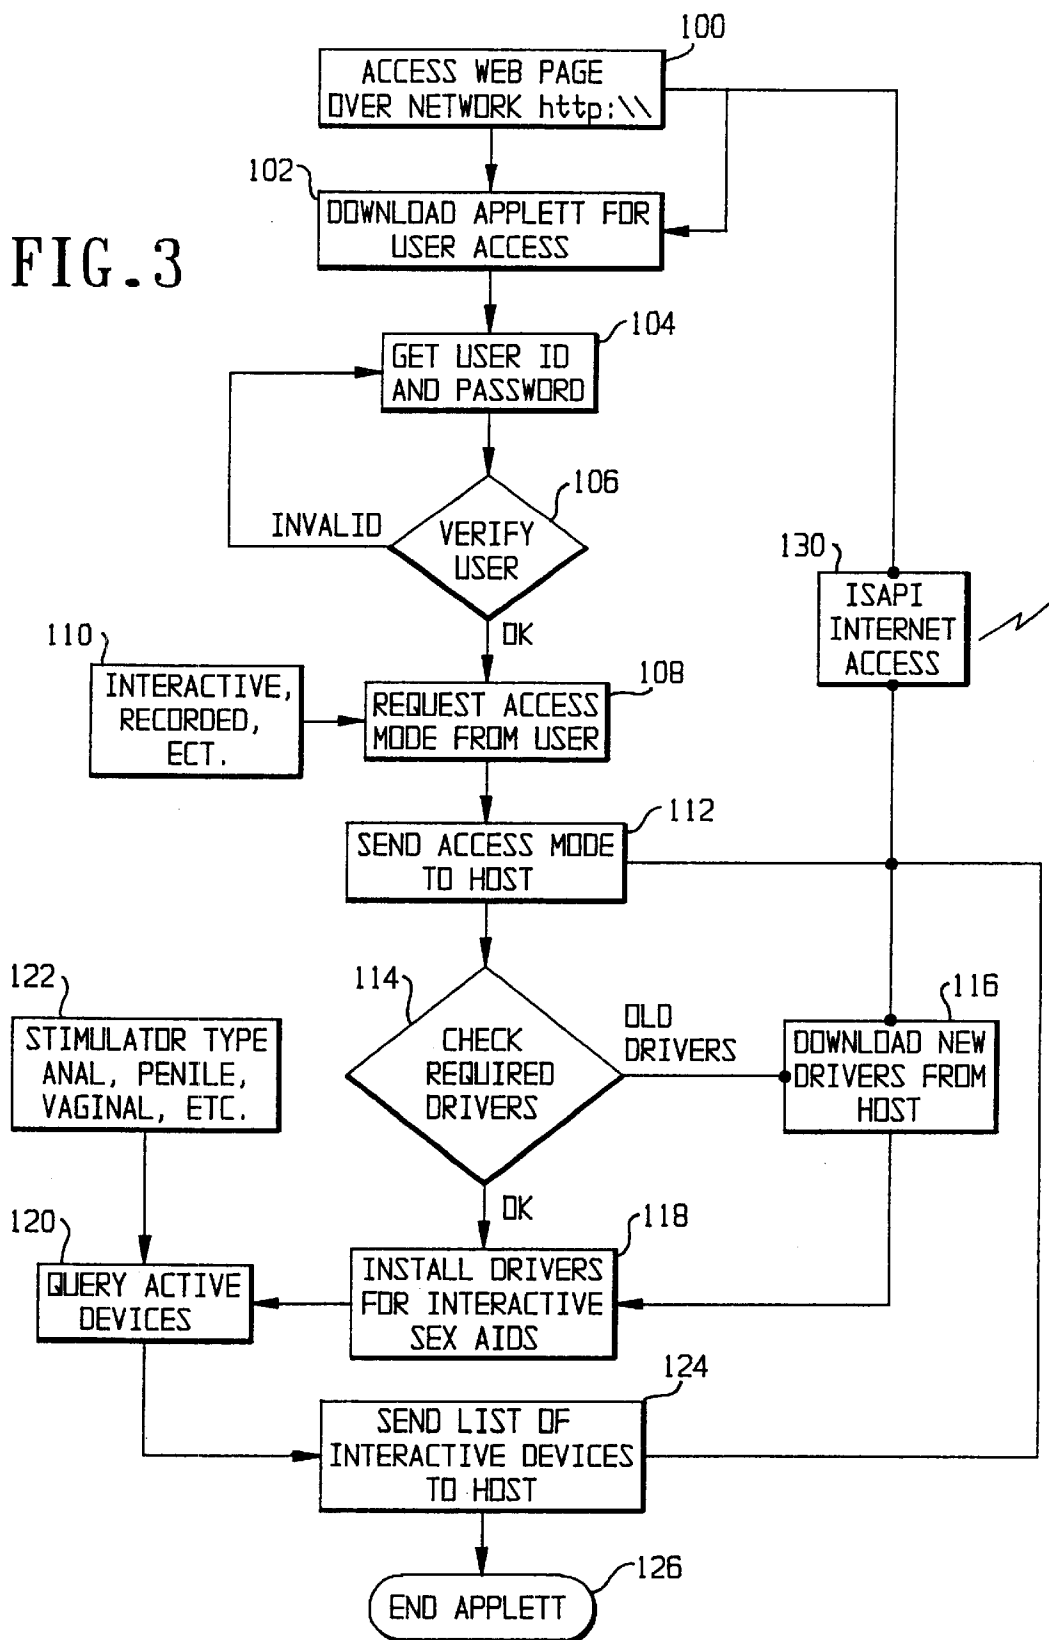 100
ACCESS WEB PAGE
OVER NETWORK http:\\
102
DOWNLOAD APPLETT FOR
USER ACCESS
FIG.3
104
GET USER ID
AND PASSWORD
106
INVALID
VERIFY
USER
130
ISAPI
INTERNET
ACCESS
OK
110
INTERACTIVE,
RECORDED,
ECT.
108
REQUEST ACCESS
MODE FROM USER
112
SEND ACCESS MODE
TO HOST
122
STIMULATOR TYPE
ANAL, PENILE,
VAGINAL, ETC.
114
CHECK
REQUIRED
DRIVERS
OLD
DRIVERS
116
DOWNLOAD NEW
DRIVERS FROM
HOST
OK
120
QUERY ACTIVE
DEVICES
118
INSTALL DRIVERS
FOR INTERACTIVE
SEX AIDS
124
SEND LIST OF
INTERACTIVE DEVICES
TO HOST
126
END APPLETT